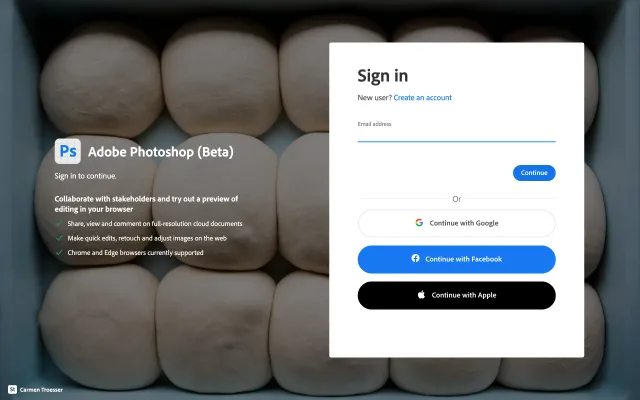 Ps Adobe Photoshop (Beta)
Sign in to continue.
Collaborate with stakeholders and try out a preview of
editing in your browser
Share, view and comment on full-resolution cloud documents
Make quick edits, retouch and adjust images on the web
Chrome and Edge browsers currently supported
St Carmen Troesser
Sign in
New user? Create an account
Email address
Continue
Or
Continue with Google
Continue with Facebook
Continue with Apple